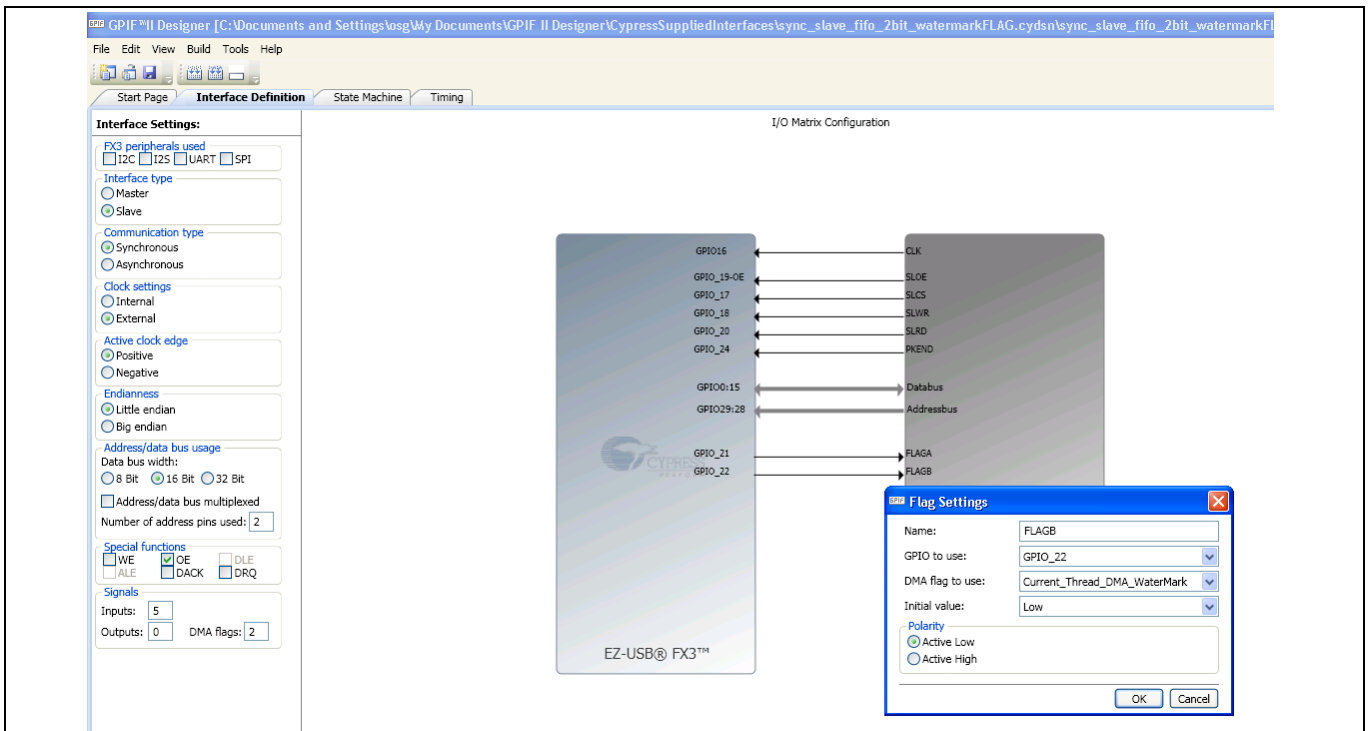 GPIF GPIF™II Designer [C:\Documents and Settings\osg\My Documents\GPIF II Designer\CypressSuppliedInterfaces\sync_slave_fifo_2bit_watermarkFLAG.cydsn\sync_slave_fifo_2bit_watermarkFl
File Edit View Build Tools Help
Start Page Interface Definition State Machine Timing
Interface Settings:
FX3 peripherals used
I2C I2S UART SPI
Interface type
Master
Slave
Communication type
Synchronous
Asynchronous
Clock settings
Internal
External
Active clock edge
Positive
Negative
Endianness
Little endian
Big endian
Address/data bus usage
Data bus width:
8 Bit 16 Bit 32 Bit
Address/data bus multiplexed
Number of address pins used: 2
Special functions
WE OE DLE
ALE DACK DRQ
Signals
Inputs: 5
Outputs: 0 DMA flags: 2
I/O Matrix Configuration
GPIO16 CLK
GPIO_19-OE SLOE
GPIO_17 SLCS
GPIO_18 SLWR
GPIO_20 SLRD
GPIO_24 PKEND
GPIO0:15 Databus
GPIO29:28 Addressbus
GPIO_21 FLAGA
GPIO_22 FLAGB
CYPRESS
EZ-USB® FX3™
GPIF Flag Settings
Name: FLAGB
GPIO to use: GPIO_22
DMA flag to use: Current_Thread_DMA_WaterMark
Initial value: Low
Polarity
Active Low
Active High
OK Cancel